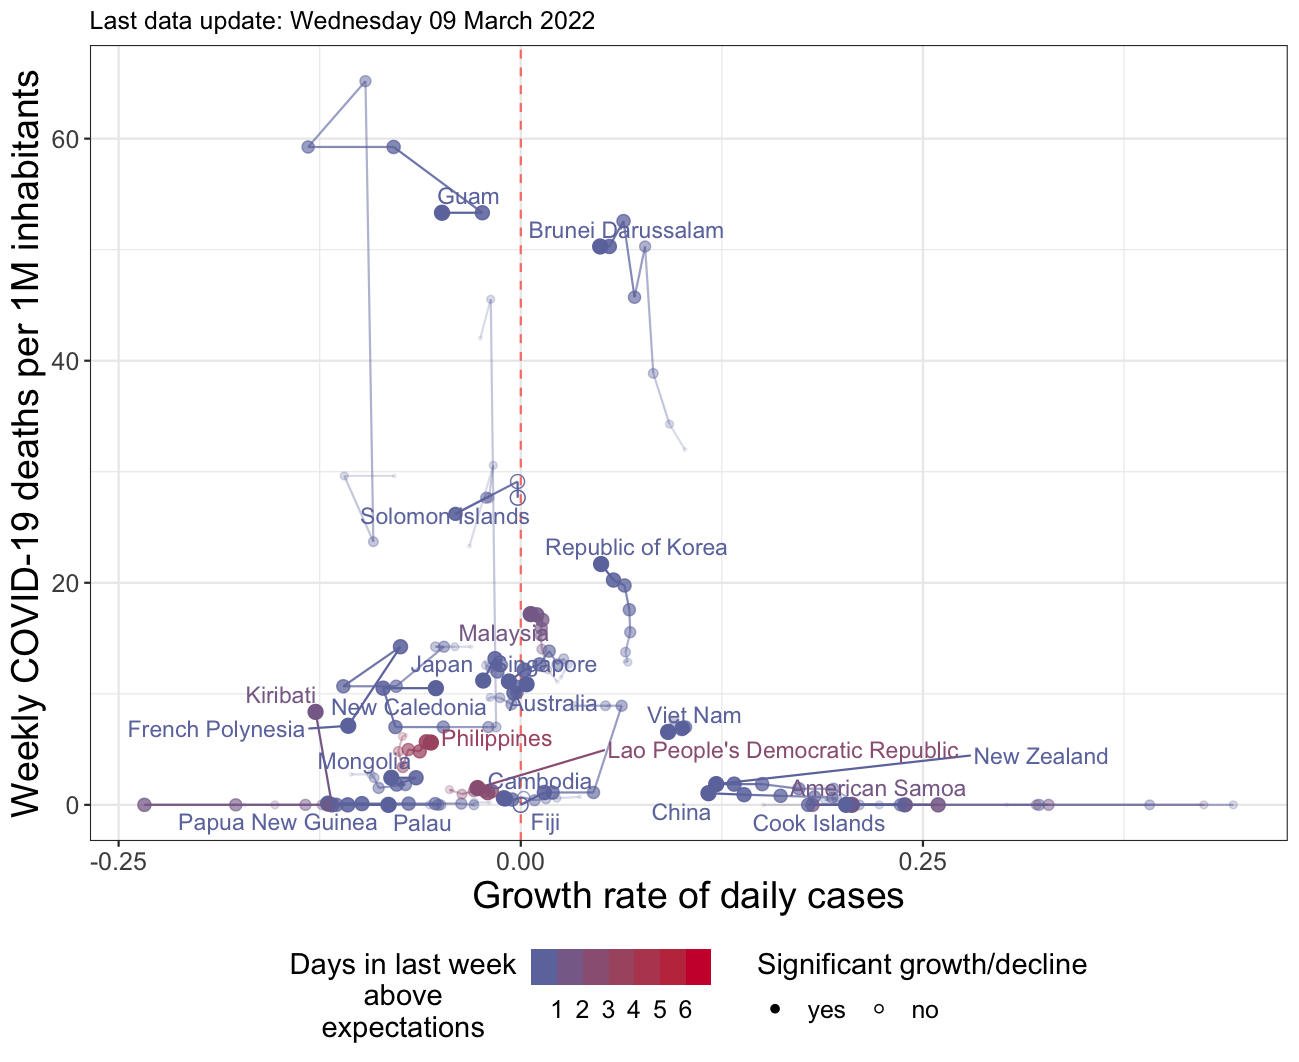 Last data update: Wednesday 09 March 2022
Weekly COVID-19 deaths per 1M inhabitants
60
40
20
0
Guam
Brunei Darussalam
Solomon Islands
Republic of Korea
Malaysia
Japan
Singapore
Kiribati
New Caledonia
Australia
French Polynesia
Viet Nam
Philippines
Lao People's Democratic Republic
New Zealand
Mongolia
Cambodia
American Samoa
China
Papua New Guinea
Palau
Fiji
Cook Islands
-0.25
0.00
0.25
Growth rate of daily cases
Days in last week
above
expectations
1 2 3 4 5 6
Significant growth/decline
yes
no